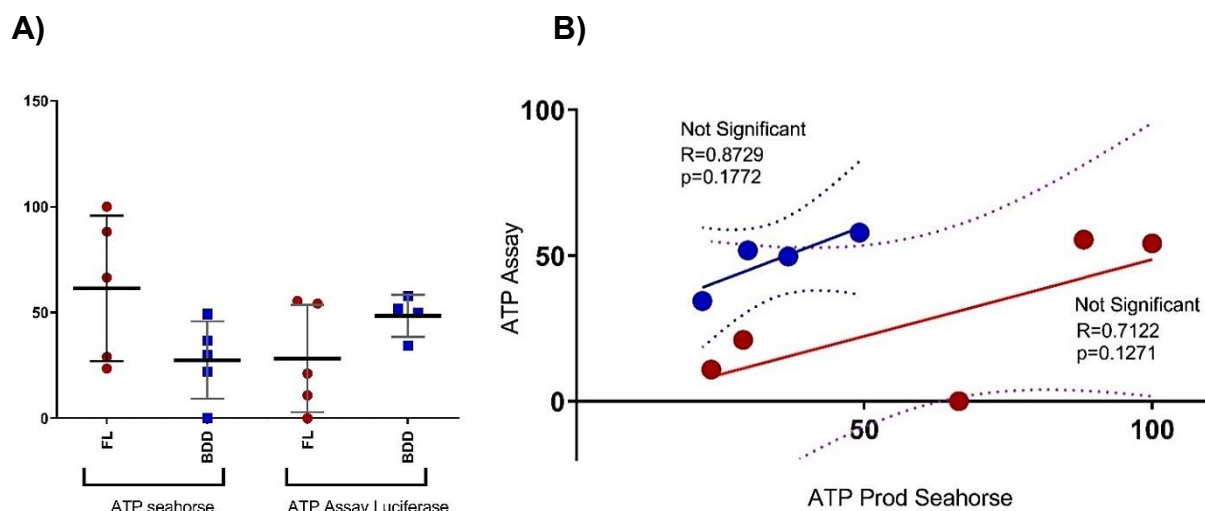 A)
B)
150
100
50
0
FL
BDD
FL
BDD
ATP seahorse
ATP Assay Luciferase
100
50
0
ATP Assay
Not Significant
R=0.8729
p=0.1772
Not Significant
R=0.7122
p=0.1271
50
100
ATP Prod Seahorse